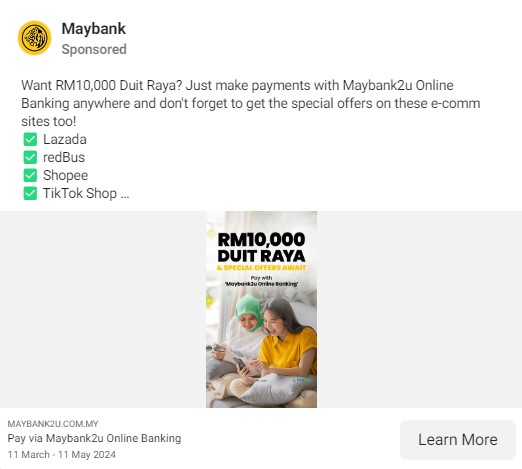 Maybank
Sponsored
Want RM10,000 Duit Raya? Just make payments with Maybank2u Online
Banking anywhere and don't forget to get the special offers on these e-comm
sites too!
✅ Lazada
✅ redBus
✅ Shopee
✅ TikTok Shop ...
RM10,000
DUIT RAYA
& SPECIAL OFFERS AWAIT
Pay with
'Maybank2u Online Banking'
MAYBANK2U.COM.MY
Pay via Maybank2u Online Banking
11 March - 11 May 2024
Learn More